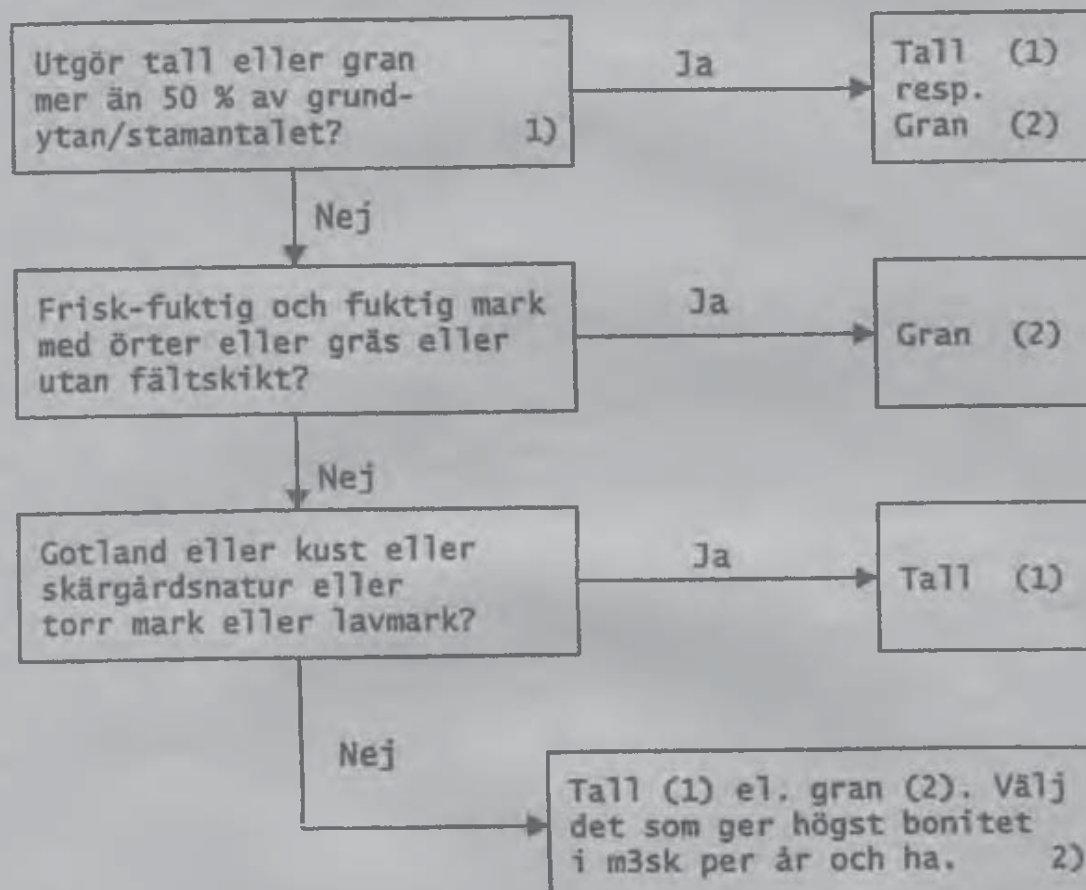 Utgör tall eller gran
mer än 50 % av grund-
ytan/stamantalet? 1)
Ja
Tall (1)
resp.
Gran (2)
Nej
Frisk-fuktig och fuktig mark
med örter eller gräs eller
utan fältskikt?
Ja
Gran (2)
Nej
Gotland eller kust eller
skärgårdsnatur eller
torr mark eller lavmark?
Ja
Tall (1)
Nej
Tall (1) el. gran (2). Välj
det som ger högst bonitet
i m3sk per år och ha. 2)